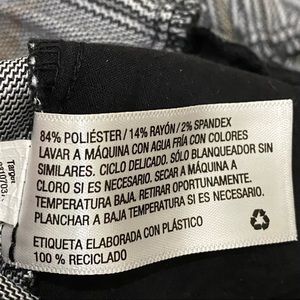 84% POLIÉSTER/14% RAYÓN/2% SPANDEX
LAVAR A MÁQUINA CON AGUA FRÍA CON COLORES
SIMILARES. CICLO DELICADO. SÓLO BLANQUEADOR SIN
CLORO SI ES NECESARIO. SECAR A MÁQUINA A
TEMPERATURA BAJA. RETIRAR OPORTUNAMENTE.
PLANCHAR A BAJA TEMPERATURA SI ES NECESARIO.
ETIQUETA ELABORADA CON PLÁSTICO
100 % RECICLADO
Target